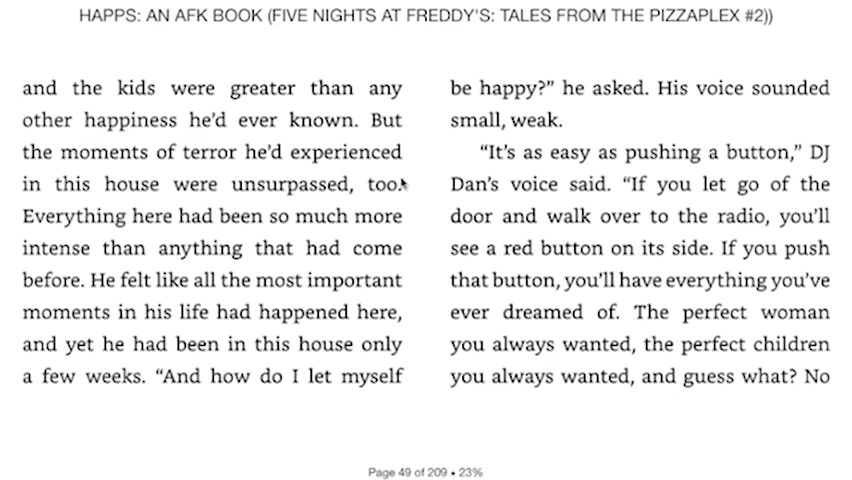 HAPPS: AN AFK BOOK (FIVE NIGHTS AT FREDDY'S: TALES FROM THE PIZZAPLEX #2))
and the kids were greater than any
other happiness he’d ever known. But
the moments of terror he’d experienced
in this house were unsurpassed, too.
Everything here had been so much more
intense than anything that had come
before. He felt like all the most important
moments in his life had happened here,
and yet he had been in this house only
a few weeks. “And how do I let myself
be happy?” he asked. His voice sounded
small, weak.
“It’s as easy as pushing a button,” DJ
Dan’s voice said. “If you let go of the
door and walk over to the radio, you’ll
see a red button on its side. If you push
that button, you’ll have everything you’ve
ever dreamed of. The perfect woman
you always wanted, the perfect children
you always wanted, and guess what? No
Page 49 of 209 • 23%